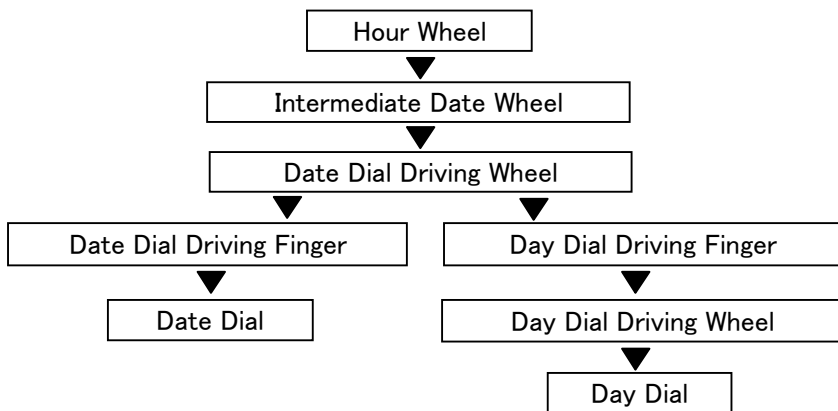 Hour Wheel
Intermediate Date Wheel
Date Dial Driving Wheel
Date Dial Driving Finger
Day Dial Driving Finger
Date Dial
Day Dial Driving Wheel
Day Dial